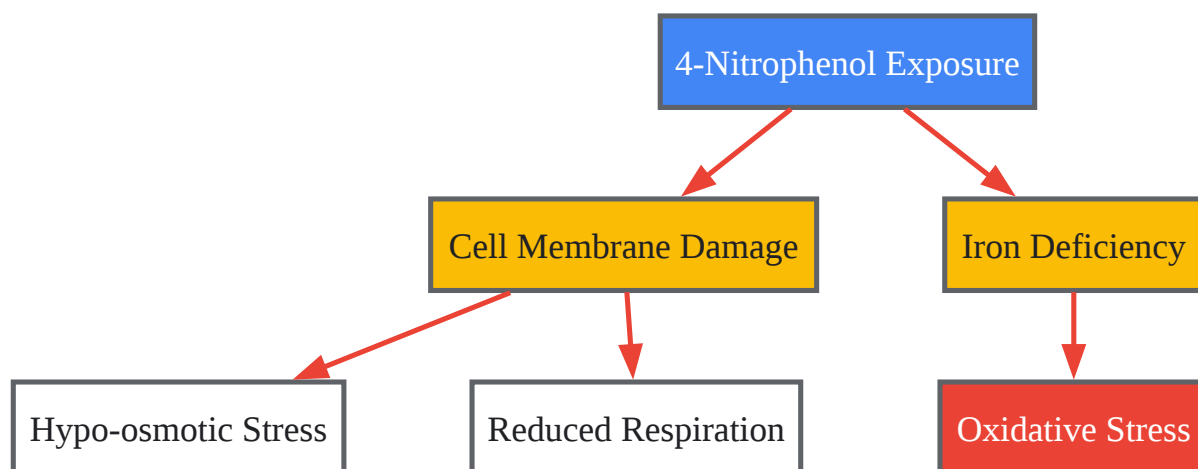 4-Nitrophenol Exposure
Cell Membrane Damage
Iron Deficiency
Hypo-osmotic Stress
Reduced Respiration
Oxidative Stress